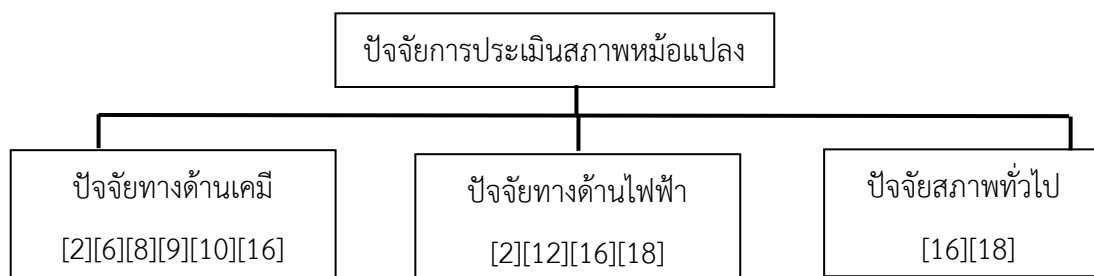 ปัจจัยการประเมินสภาพหม้อแปลง
ปัจจัยทางด้านเคมี
[2][6][8][9][10][16]
ปัจจัยทางด้านไฟฟ้า
[2][12][16][18]
ปัจจัยสภาพทั่วไป
[16][18]